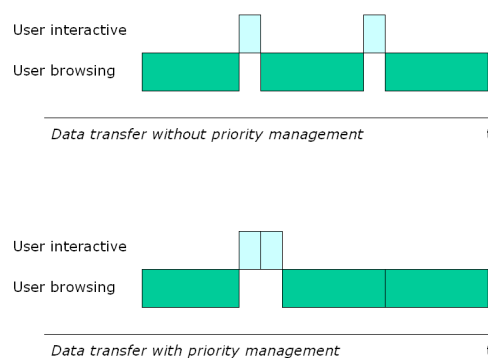 User interactive
User browsing
Data transfer without priority management
User interactive
User browsing
Data transfer with priority management